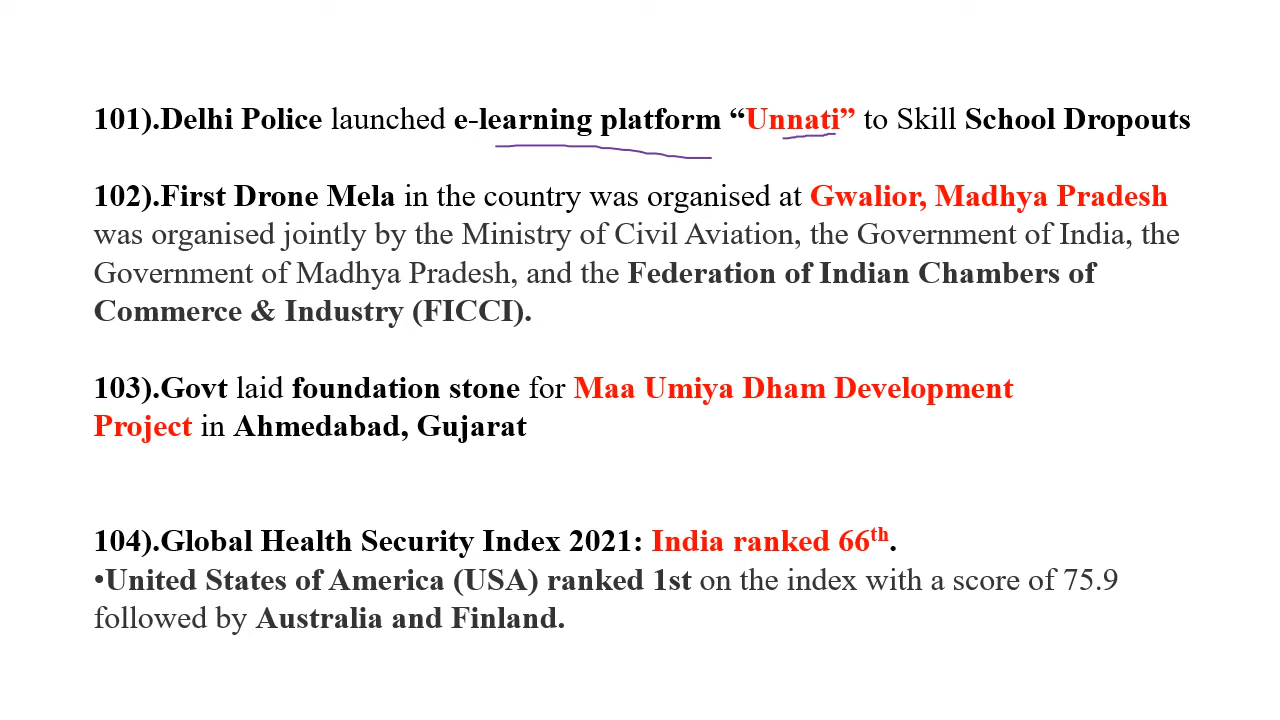 101).Delhi Police launched e-learning platform “Unnati” to Skill School Dropouts
102).First Drone Mela in the country was organised at Gwalior, Madhya Pradesh
was organised jointly by the Ministry of Civil Aviation, the Government of India, the
Government of Madhya Pradesh, and the Federation of Indian Chambers of
Commerce & Industry (FICCI).
103).Govt laid foundation stone for Maa Umiya Dham Development
Project in Ahmedabad, Gujarat
104).Global Health Security Index 2021: India ranked 66th.
•United States of America (USA) ranked 1st on the index with a score of 75.9
followed by Australia and Finland.